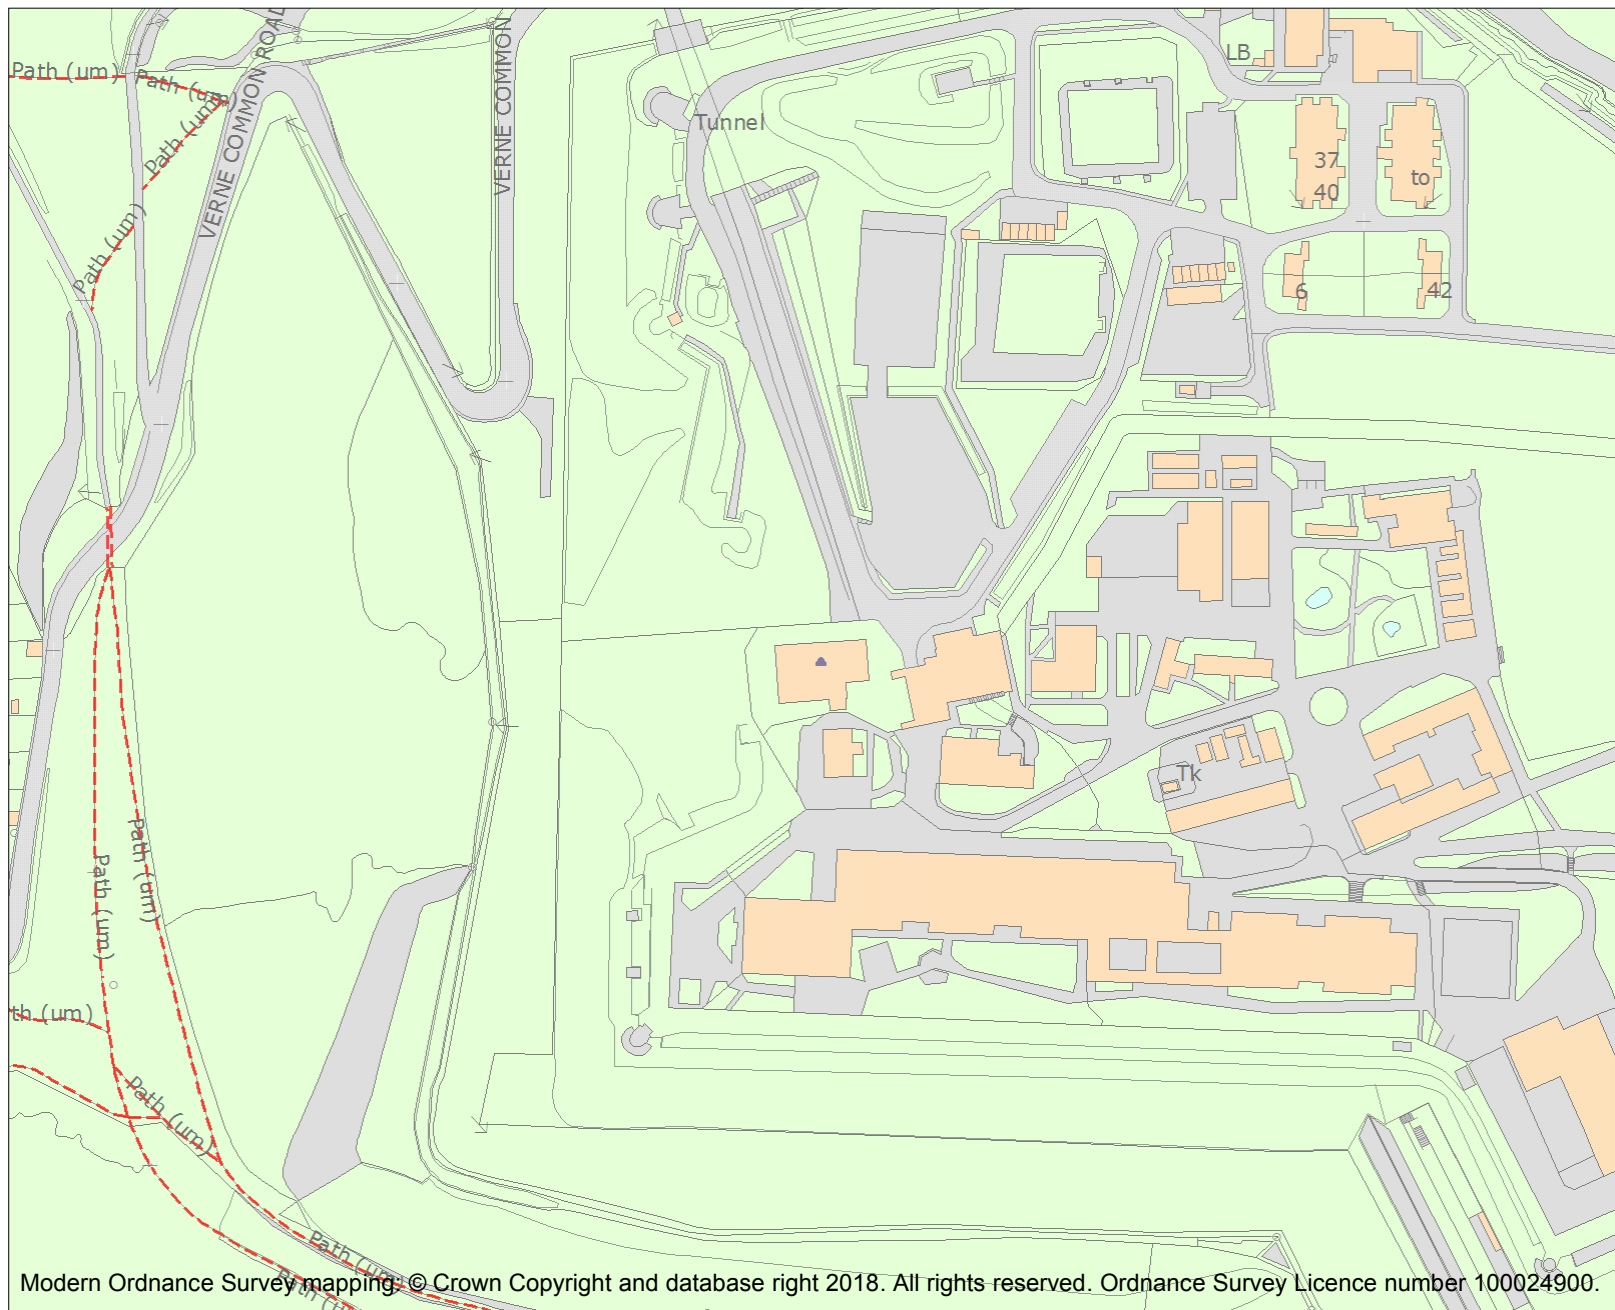 LB
Path (um)
Path (um)
VERNE COMMON ROAD
VERNE COMMON
Path (um)
Tunnel
37
40
to
Path (um)
6
42
Tk
Path (um)
Path (um)
th (um)
Path (um)
Path (um)
Path (um)
Modern Ordnance Survey mapping: © Crown Copyright and database right 2018. All rights reserved. Ordnance Survey Licence number 100024900.